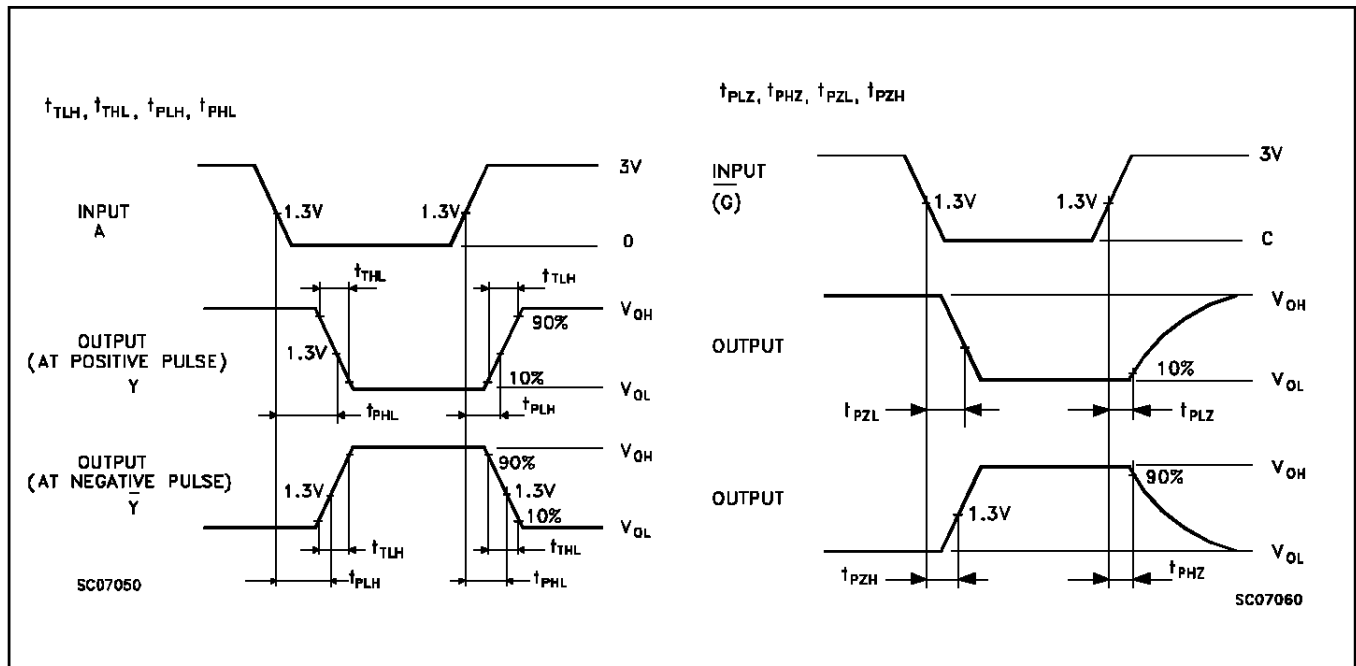 tTLH, tTHL, tPLH, tPHL
3V
INPUT
A
1.3V
1.3V
0
tTHL
tTLH
VOH
90%
OUTPUT
(AT POSITIVE PULSE)
Y
1.3V
10%
VOL
tPHL
tPLH
OUTPUT
(AT NEGATIVE PULSE)
Y̅
VOH
90%
1.3V
1.3V
10%
VOL
tTLH
tTHL
tPLH
tPHL
SC07050
tPLZ, tPHZ, tPZL, tPZH
3V
INPUT
(G̅)
1.3V
1.3V
C
VOH
OUTPUT
10%
VOL
tPZL
tPLZ
VOH
90%
OUTPUT
1.3V
VOL
tPZH
tPHZ
SC07060